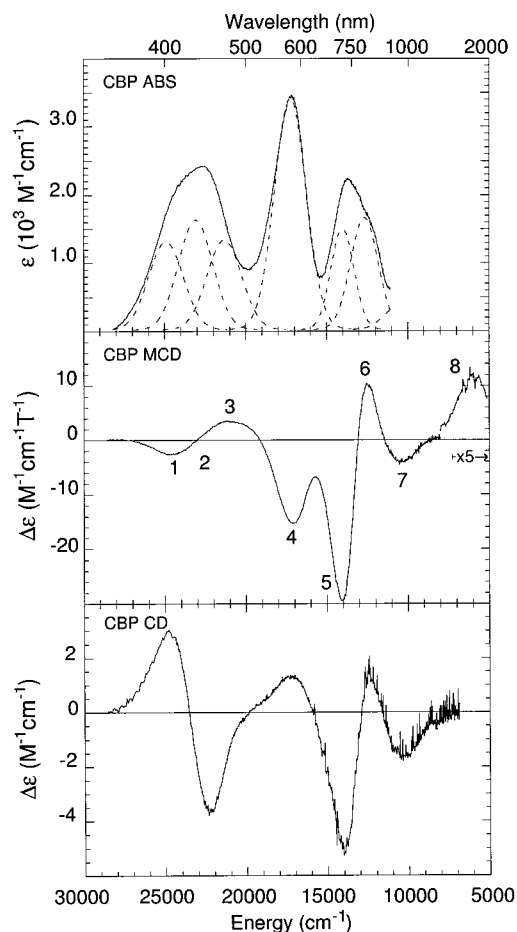 Wavelength (nm)
400 500 600 750 1000 2000
CBP ABS
3.0
2.0
1.0
ε (10³ M⁻¹cm⁻¹)
CBP MCD
10
0
-10
-20
Δε (M⁻¹cm⁻¹T⁻¹)
1
2
3
4
5
6
7
8
x5→
CBP CD
2
0
-2
-4
Δε (M⁻¹cm⁻¹)
30000 25000 20000 15000 10000 5000
Energy (cm⁻¹)